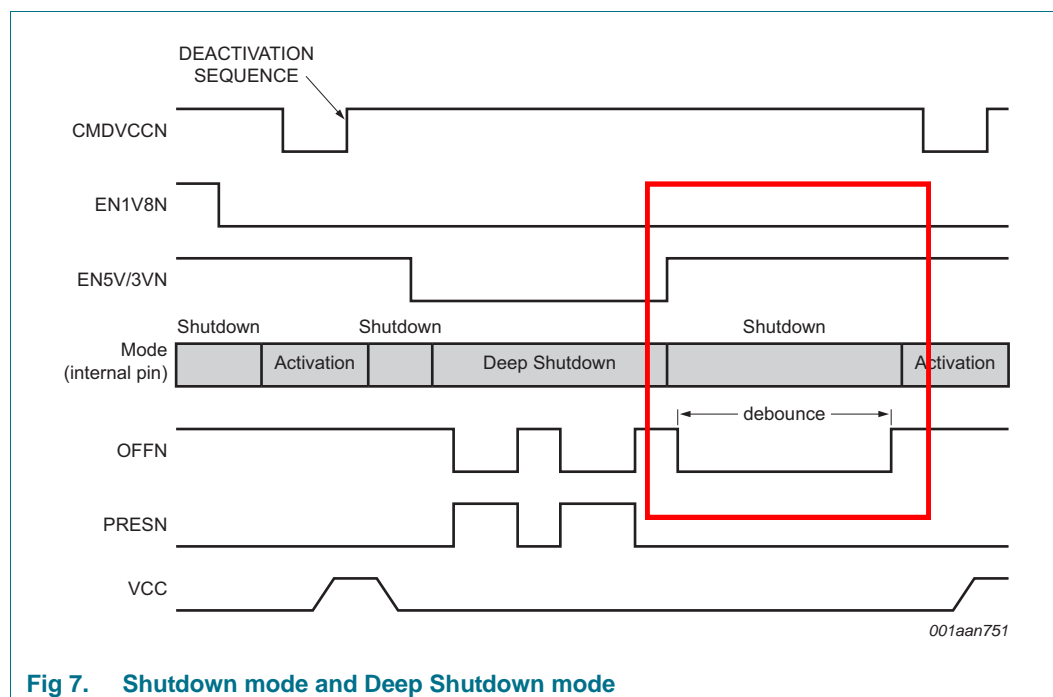 DEACTIVATION
SEQUENCE
CMDVCCN
EN1V8N
EN5V/3VN
Shutdown
Shutdown
Shutdown
Mode
(internal pin)
Activation
Deep Shutdown
Activation
debounce
OFFN
PRESN
VCC
001aan751
Fig 7. Shutdown mode and Deep Shutdown mode